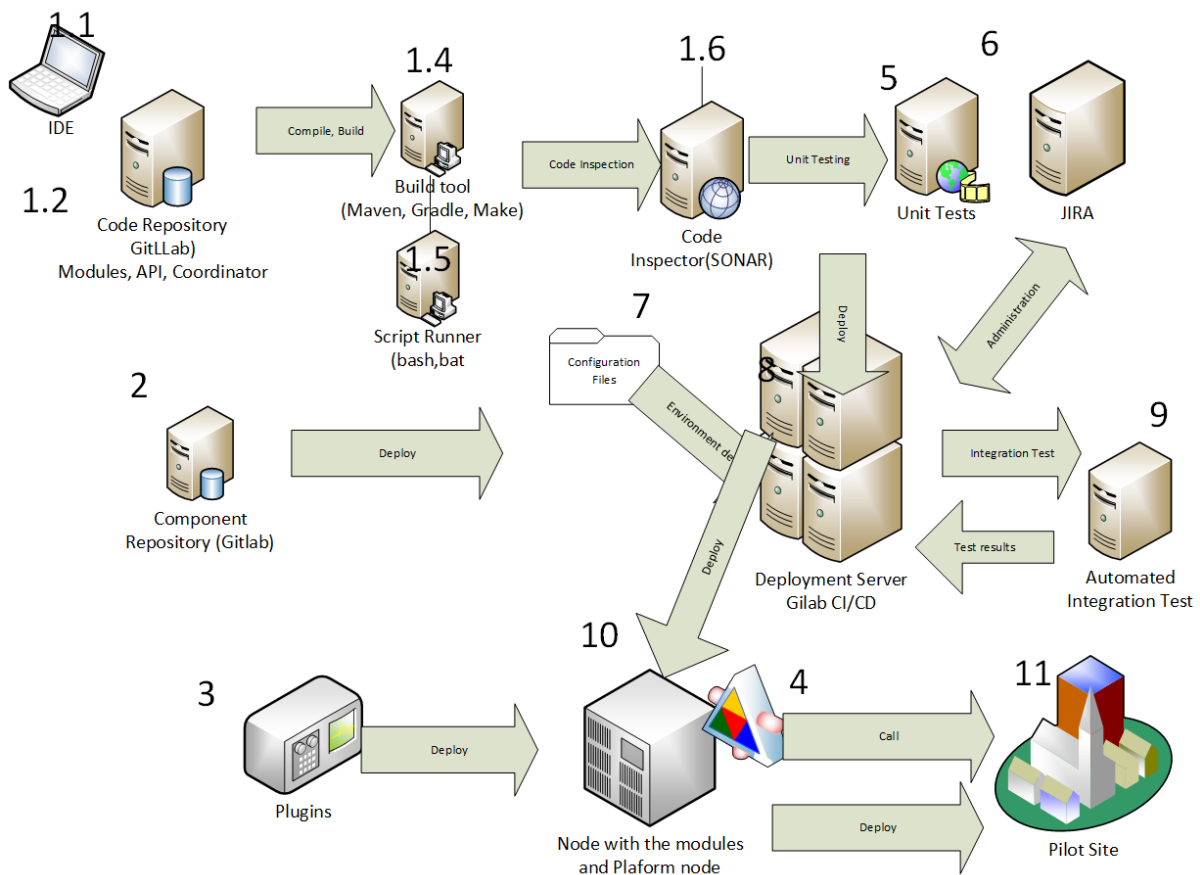 1.1
IDE
1.2
Code Repository
GitLLab)
Modules, API, Coordinator
Compile, Build
1.4
Build tool
(Maven, Gradle, Make)
1.5
Script Runner
(bash,bat
Code Inspection
1.6
Code
Inspector(SONAR)
Unit Testing
5
Unit Tests
6
JIRA
Deploy
Administration
7
Configuration
Files
Environment de
8
2
Component
Repository (Gitlab)
Deploy
Deployment Server
Gilab CI/CD
Integration Test
Test results
9
Automated
Integration Test
Deploy
3
Plugins
Deploy
10
Node with the modules
and Plaform node
4
Call
Deploy
11
Pilot Site